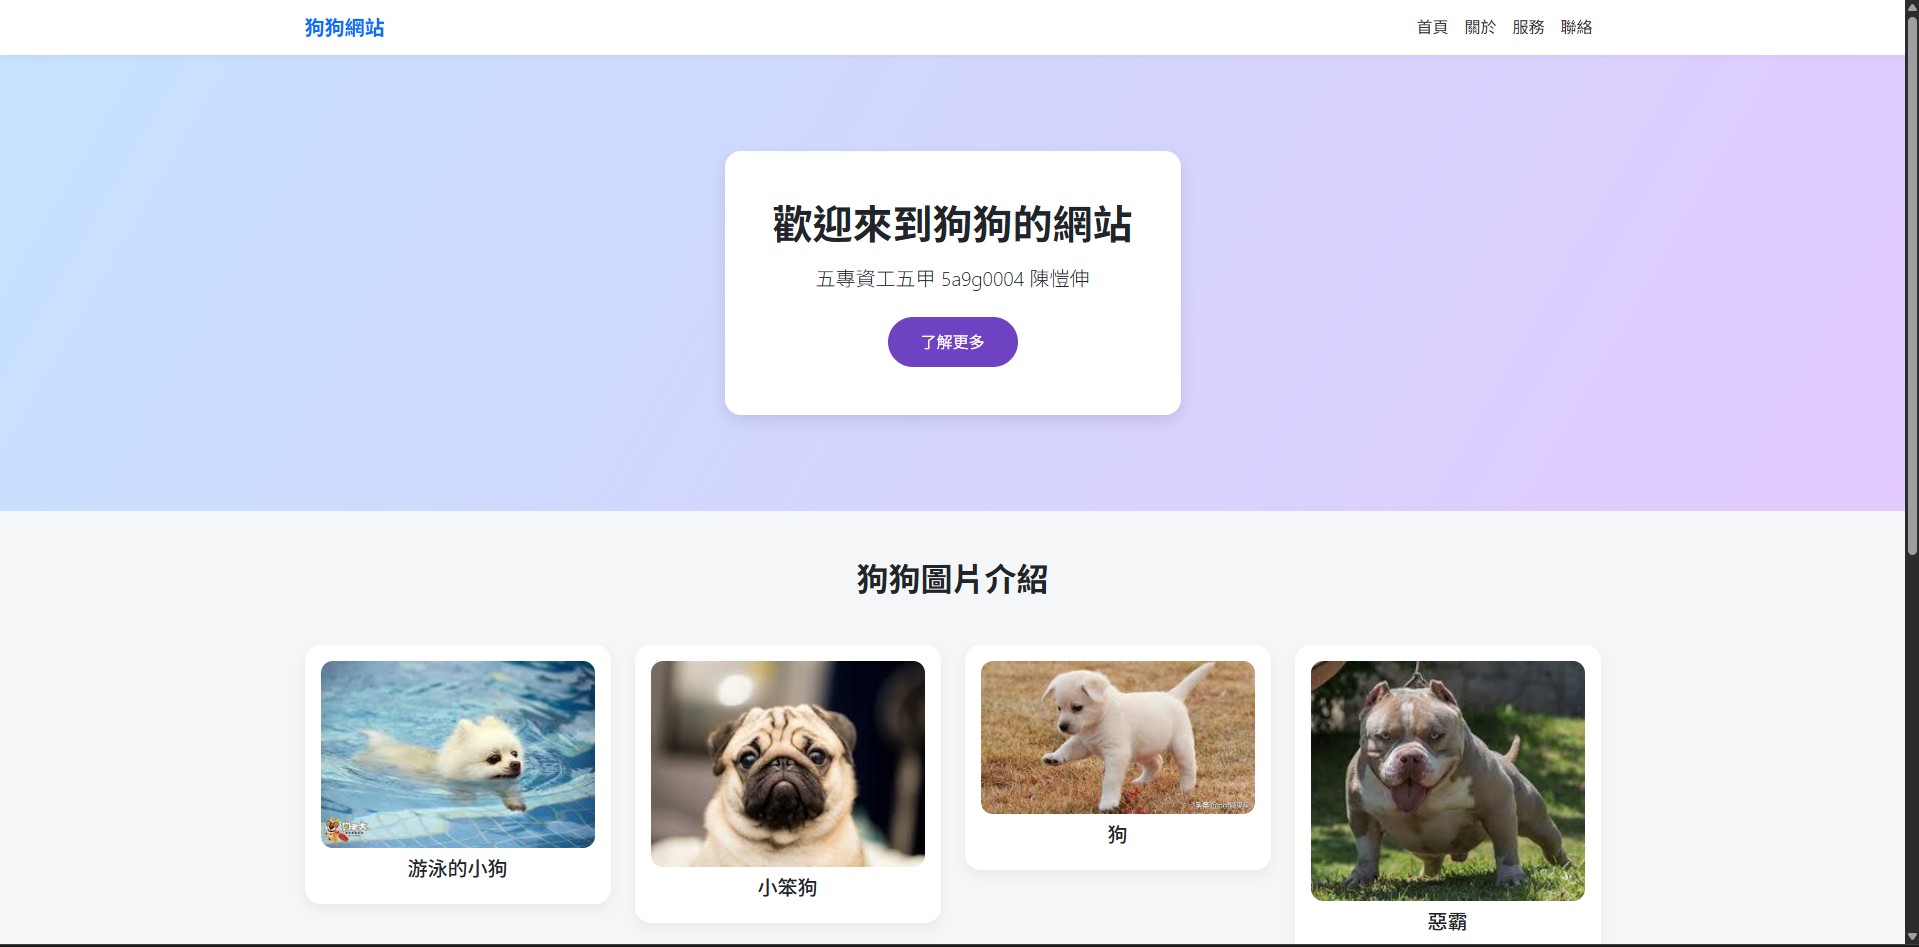 狗狗網站
首頁 關於 服務 聯絡
歡迎來到狗狗的網站
五專資工五甲 5a9g0004 陳愷伸
了解更多
狗狗圖片介紹
游泳的小狗
小笨狗
狗
惡霸